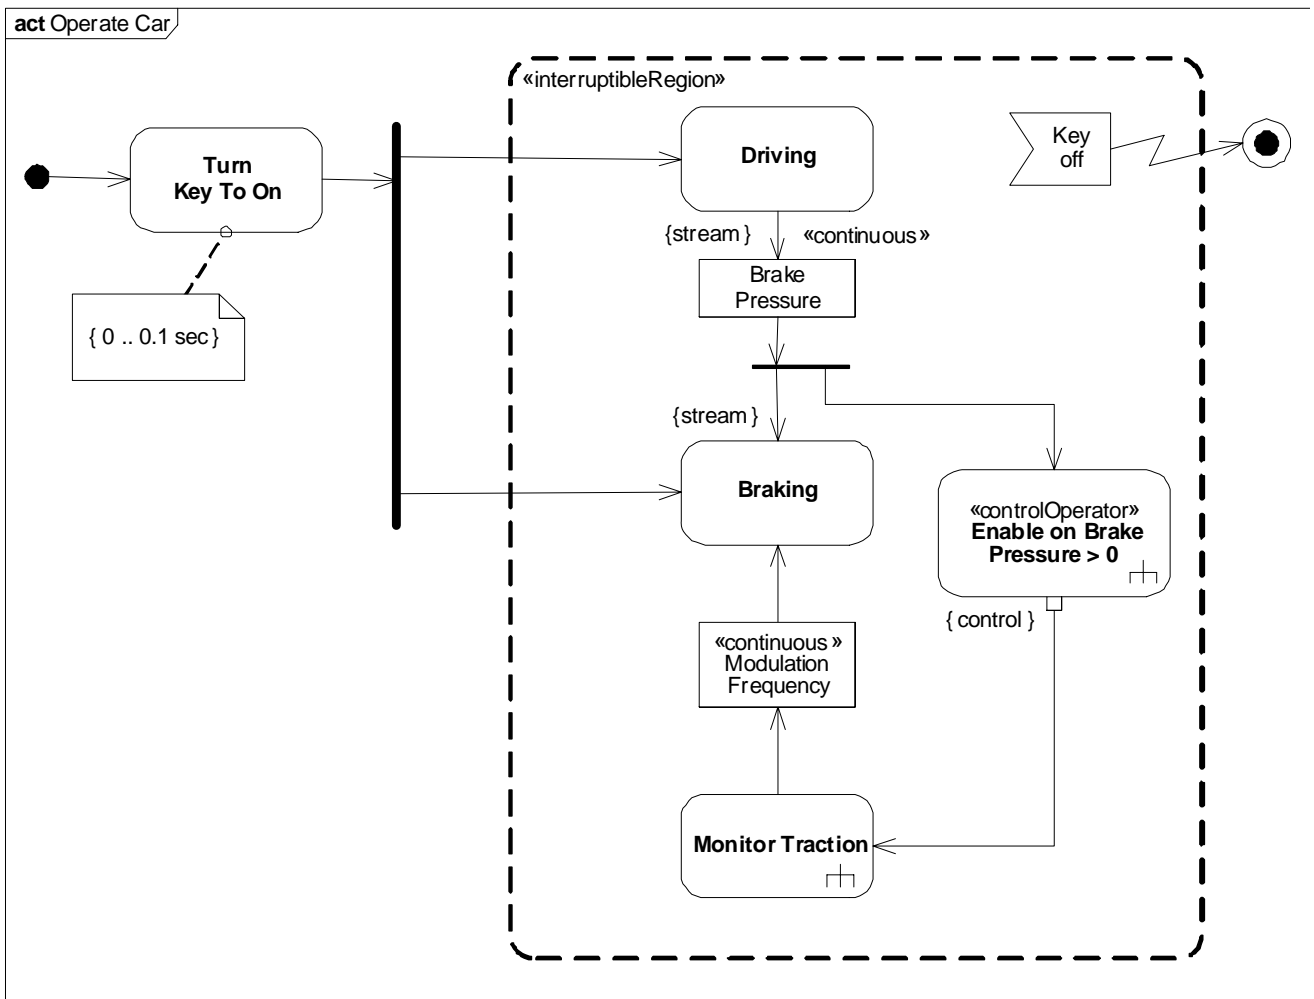 act Operate Car
«interruptibleRegion»
Turn
Key To On
{ 0 .. 0.1 sec }
Driving
Key
off
{stream} «continuous»
Brake
Pressure
{stream}
Braking
«controlOperator»
Enable on Brake
Pressure > 0
{ control }
«continuous»
Modulation
Frequency
Monitor Traction